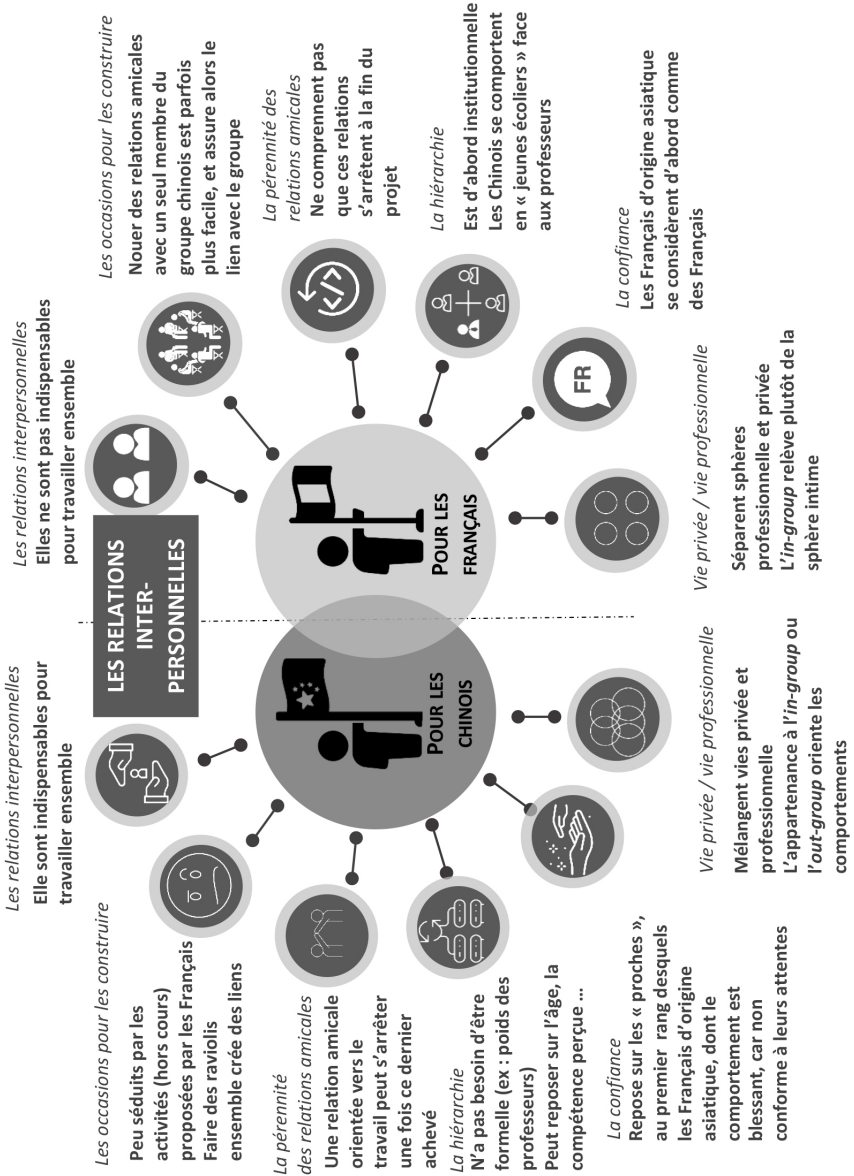 LES RELATIONS
INTER-
PERSONNELLES
Les relations interpersonnelles
Elle sont indispensables pour
travailler ensemble
Les occasions pour les construire
Peu séduits par les
activités (hors cours)
proposées par les Français
Faire des raviolis
ensemble crée des liens
La pérennité
des relations amicales
Une relation amicale
orientée vers le
travail peut s’arrêter
une fois ce dernier
achevé
La hiérarchie
N’a pas besoin d’être
formelle (ex : poids des
professeurs)
Peut reposer sur l’âge, la
compétence perçue ...
La confiance
Repose sur les « proches »,
au premier rang desquels
les Français d’origine
asiatique, dont le
comportement est
blessant, car non
conforme à leurs attentes
Vie privée / vie professionnelle
Mélangent vies privée et
professionnelle
L’appartenance à l’in-group ou
l’out-group oriente les
comportements
POUR LES
CHINOIS
POUR LES
FRANÇAIS
Les relations interpersonnelles
Elles ne sont pas indispensables
pour travailler ensemble
Les occasions pour les construire
Nouer des relations amicales
avec un seul membre du
groupe chinois est parfois
plus facile, et assure alors le
lien avec le groupe
La pérennité des
relations amicales
Ne comprennent pas
que ces relations
s’arrêtent à la fin du
projet
La hiérarchie
Est d’abord institutionnelle
Les Chinois se comportent
en « jeunes écoliers » face
aux professeurs
FR
La confiance
Les Français d’origine asiatique
se considèrent d’abord comme
des Français
Vie privée / vie professionnelle
Séparent sphères
professionnelle et privée
L’in-group relève plutôt de la
sphère intime